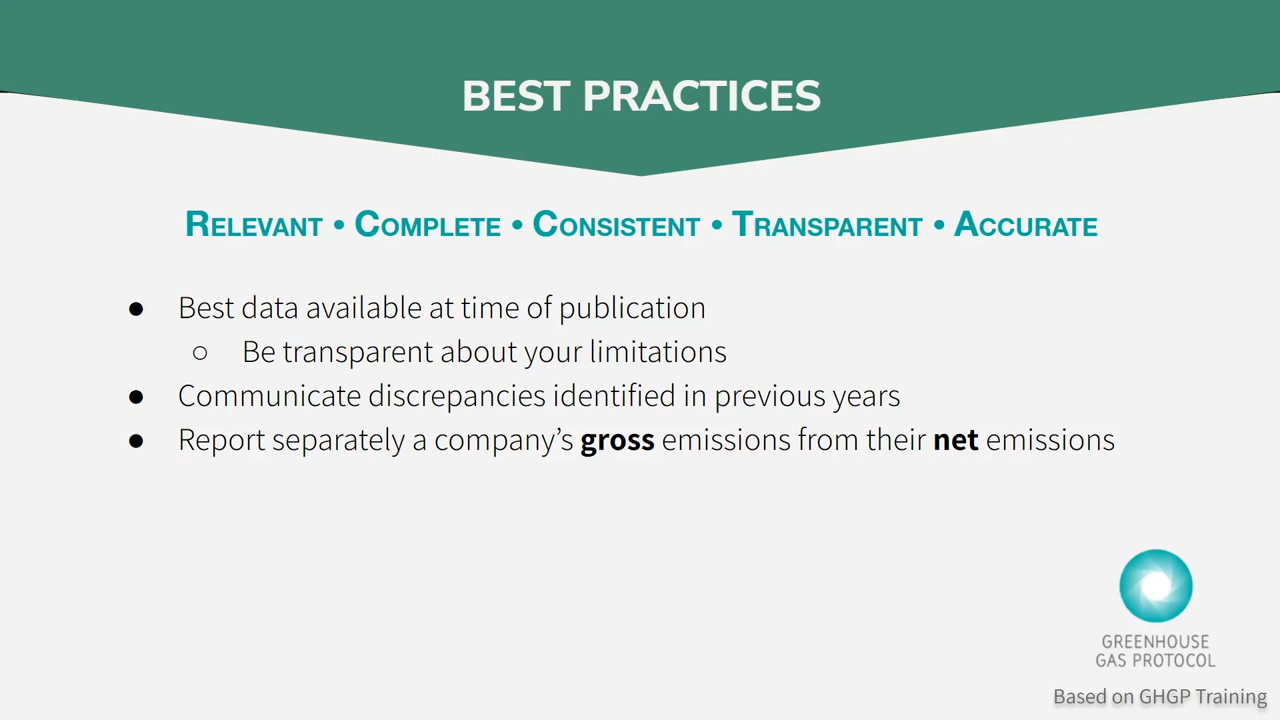 BEST PRACTICES
RELEVANT • COMPLETE • CONSISTENT • TRANSPARENT • ACCURATE
● Best data available at time of publication
○ Be transparent about your limitations
● Communicate discrepancies identified in previous years
● Report separately a company’s gross emissions from their net emissions
GREENHOUSE
GAS PROTOCOL
Based on GHGP Training